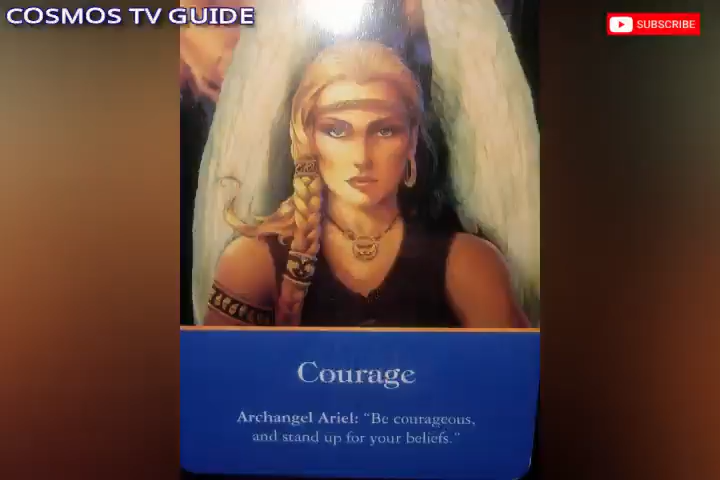 COSMOS TV GUIDE
SUBSCRIBE
Courage
Archangel Ariel: “Be courageous,
and stand up for your beliefs.”